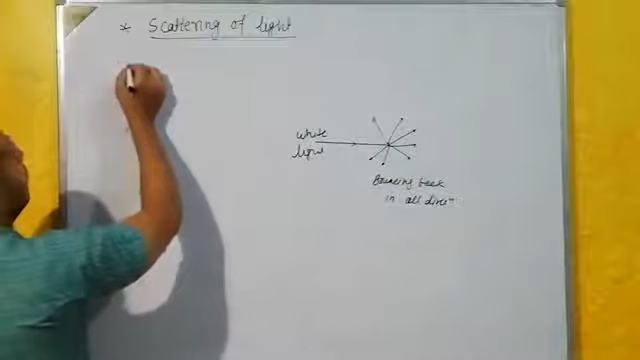 * Scattering of light
white
light
Bouncing back
in all direcⁿ